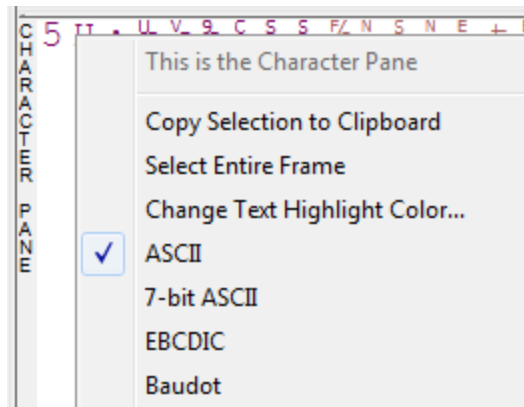 CHARACTER PANE
This is the Character Pane
Copy Selection to Clipboard
Select Entire Frame
Change Text Highlight Color...
ASCII
7-bit ASCII
EBCDIC
Baudot